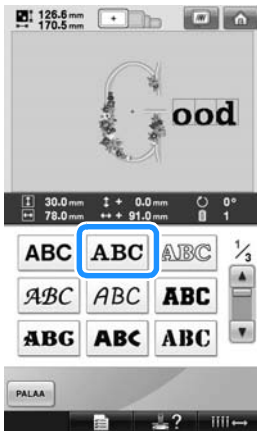 126.6 mm
170.5 mm
G ood
30.0 mm + 0.0 mm 0°
78.0 mm + 91.0 mm 1
ABC ABC ABC 1/3
ABC ABC ABC
ABC ABC ABC
PALAA
?